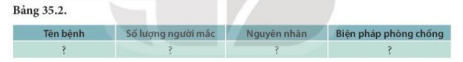 Bảng 35.2.
Tên bệnh Số lượng người mắc Nguyên nhân Biện pháp phòng chống
? ? ? ?